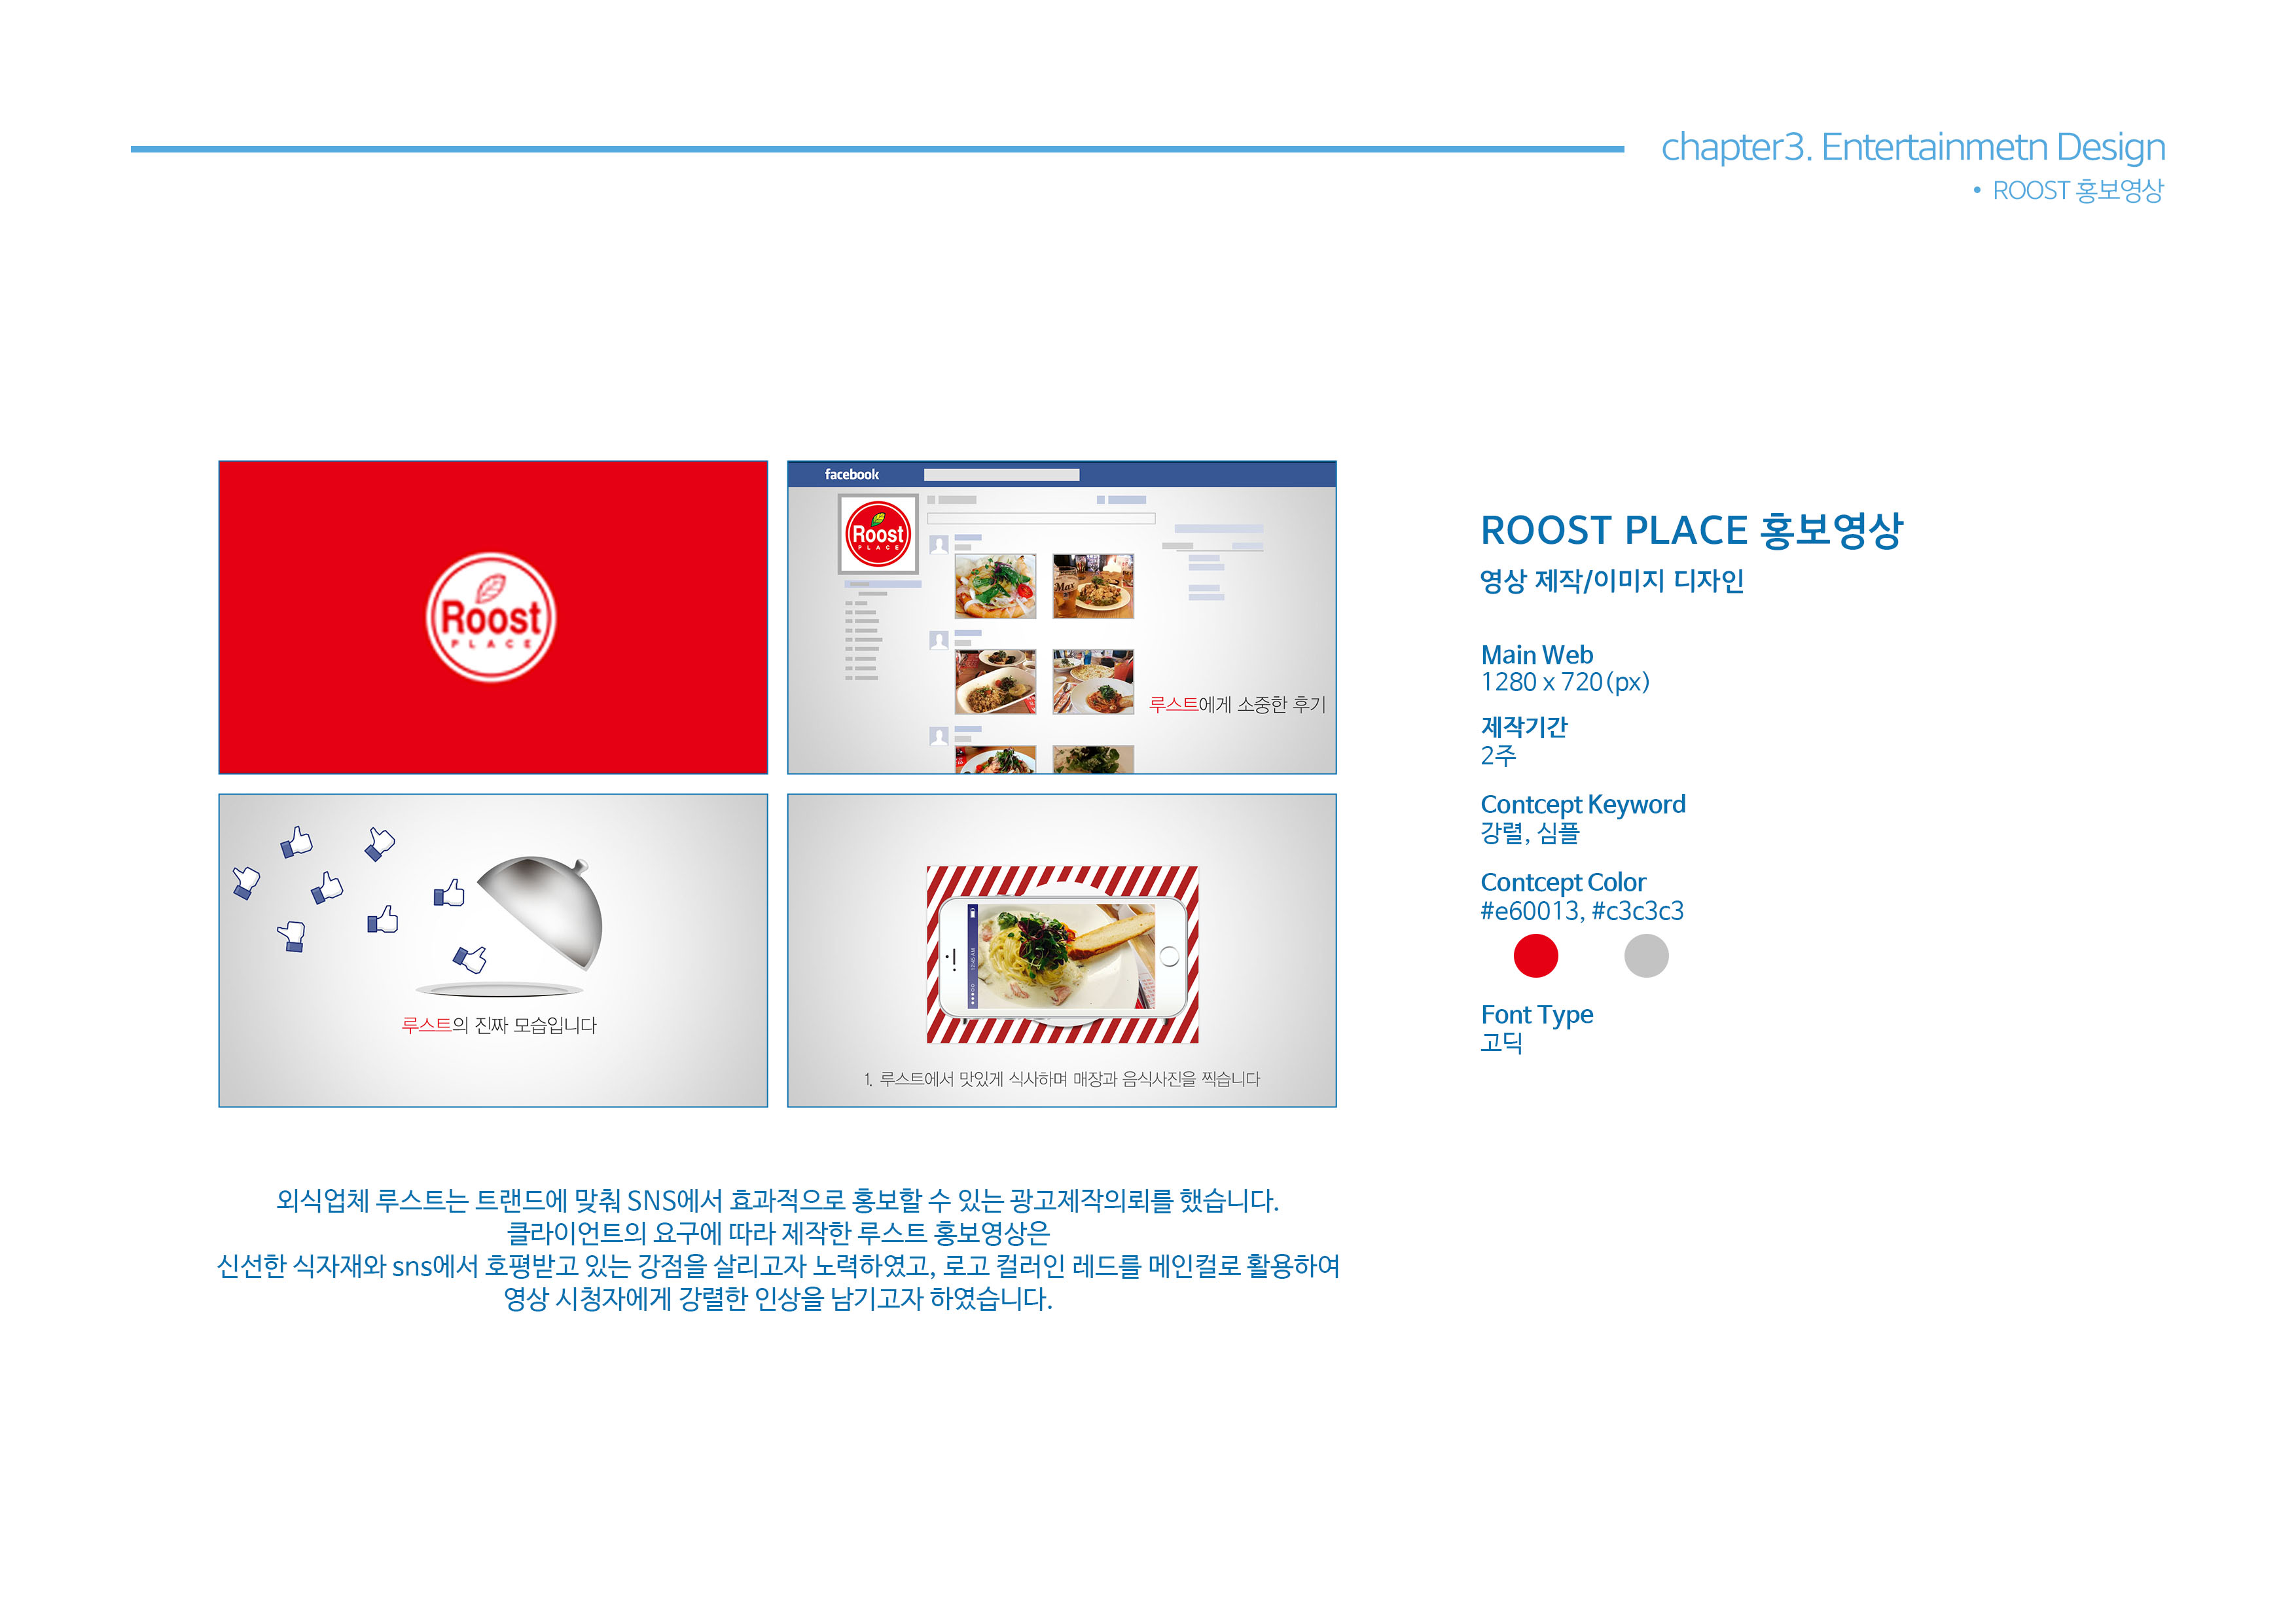 chapter3. Entertainmetn Design
• ROOST 홍보영상
Roost
PLACE
facebook
Roost
PLACE
Max
루스트에게 소중한 후기
루스트의 진짜 모습입니다
12:45 AM
1. 루스트에서 맛있게 식사하며 매장과 음식사진을 찍습니다
ROOST PLACE 홍보영상
영상 제작/이미지 디자인
Main Web
1280 x 720(px)
제작기간
2주
Contcept Keyword
강렬, 심플
Contcept Color
#e60013, #c3c3c3
Font Type
고딕
외식업체 루스트는 트랜드에 맞춰 SNS에서 효과적으로 홍보할 수 있는 광고제작의뢰를 했습니다.
클라이언트의 요구에 따라 제작한 루스트 홍보영상은
신선한 식자재와 sns에서 호평받고 있는 강점을 살리고자 노력하였고, 로고 컬러인 레드를 메인컬로 활용하여
영상 시청자에게 강렬한 인상을 남기고자 하였습니다.